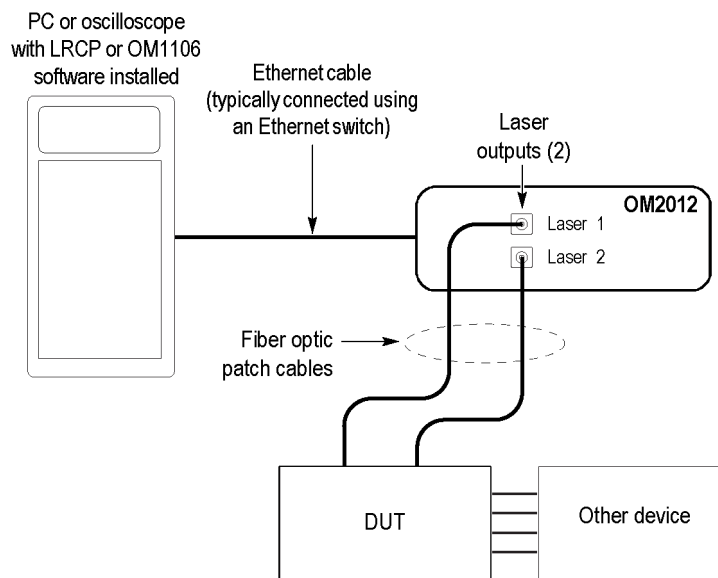 PC or oscilloscope
with LRCP or OM1106
software installed
Ethernet cable
(typically connected using
an Ethernet switch)
Laser
outputs (2)
OM2012
Laser 1
Laser 2
Fiber optic
patch cables
DUT
Other device